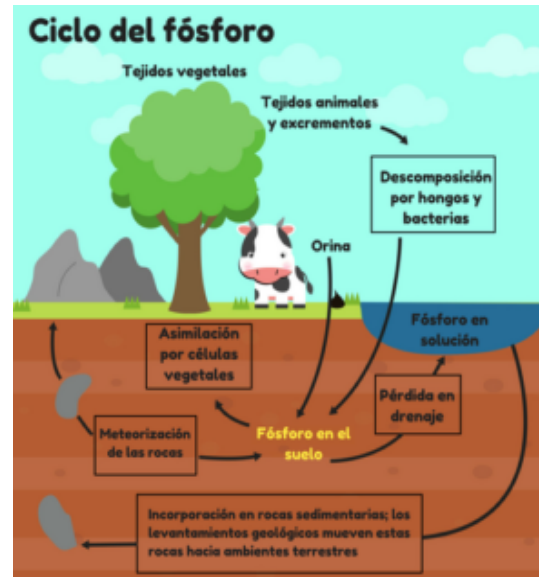 Ciclo del fósforo
Tejidos vegetales
Tejidos animales
y excrementos
Descomposición
por hongos y
bacterias
Orina
Fósforo en
solución
Asimilación
por células
vegetales
Pérdida en
drenaje
Meteorización
de las rocas
Fósforo en el
suelo
Incorporación en rocas sedimentarias; los
levantamientos geológicos mueven estas
rocas hacia ambientes terrestres